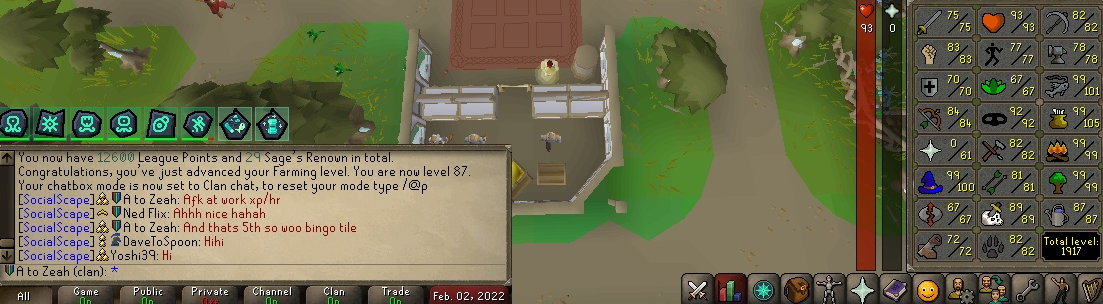 You now have 12600 League Points and 29 Sage's Renown in total.
Congratulations, you've just advanced your Farming level. You are now level 87.
Your chatbox mode is now set to Clan chat, to reset your mode type /@p
[SocialScape] A to Zeah: Afk at work xp/hr
[SocialScape] Ned Flix: Ahhh nice hahah
[SocialScape] A to Zeah: And thats 5th so woo bingo tile
[SocialScape] DaveToSpoon: Hihi
[SocialScape] Yoshi39: Hi
A to Zeah (clan): *
All
Game
On
Public
On
Private
Channel
On
Clan
On
Trade
On
Feb. 02, 2022
93
0
75/75 93/93 82/82
83/83 77/77 78/78
70/70 67/67 99/101
84/84 92/92 99/105
0/61 82/82 99/99
99/100 81/81 99/99
67/67 89/89 87/87
72/72 82/82 Total level:
1917